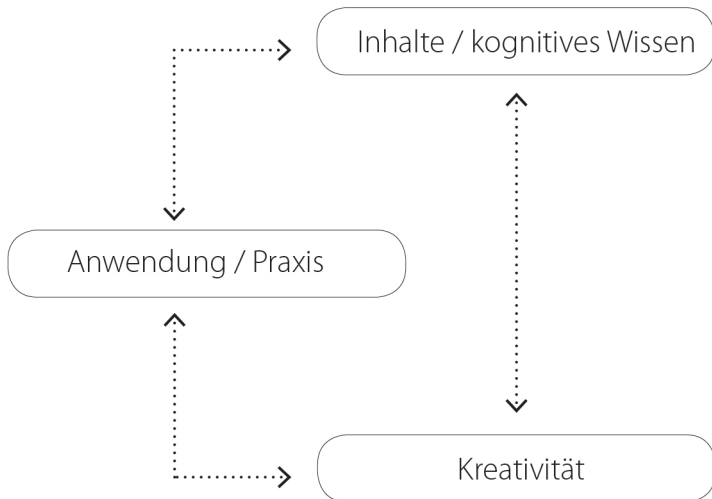 Inhalte / kognitives Wissen
Anwendung / Praxis
Kreativität